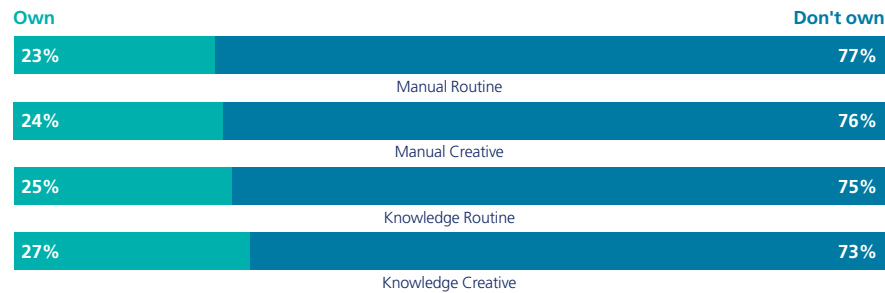 Own Don't own
23% 77%
Manual Routine
24% 76%
Manual Creative
25% 75%
Knowledge Routine
27% 73%
Knowledge Creative